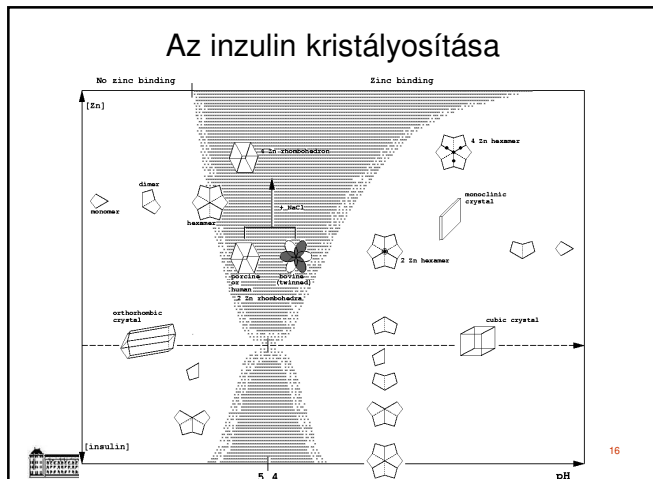 Az inzulin kristályosítása
No zinc binding
Zinc binding
[Zn]
4 Zn rhombohedron
4 Zn hexamer
dimer
monomer
hexamer
+ NaCl
monoclinic
crystal
2 Zn hexamer
porcine
or
human
bovine
(twinned)
2 Zn rhombohedra
orthorhombic
crystal
cubic crystal
[insulin]
5.4
pH
16